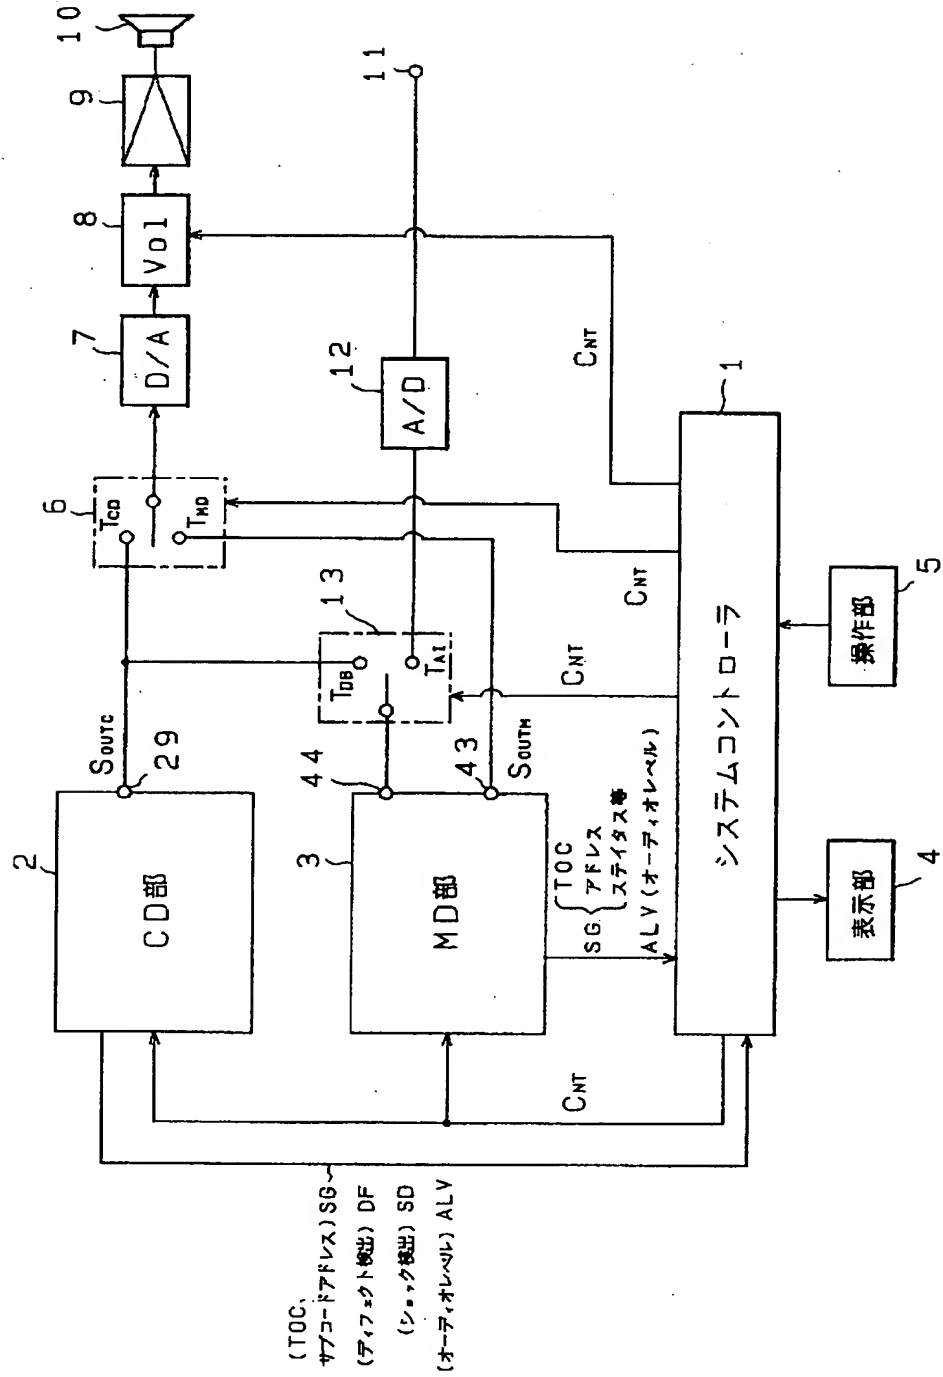 10
9
8
Vol
7
D/A
11
12
A/D
6
TCD
TMD
13
TDB
TAI
CNT
CNT
CNT
1
システムコントローラ
操作部
5
表示部
4
2
CD部
SOUTC
29
3
MD部
44
43
SOUTM
SG
TOC
アドレス
ステイタス等
ALV(オーディオレベル)
CNT
(TOC、
サブコードアドレス)SG
(ディフェクト検出)DF
(ショック検出)SD
(オーディオレベル)ALV